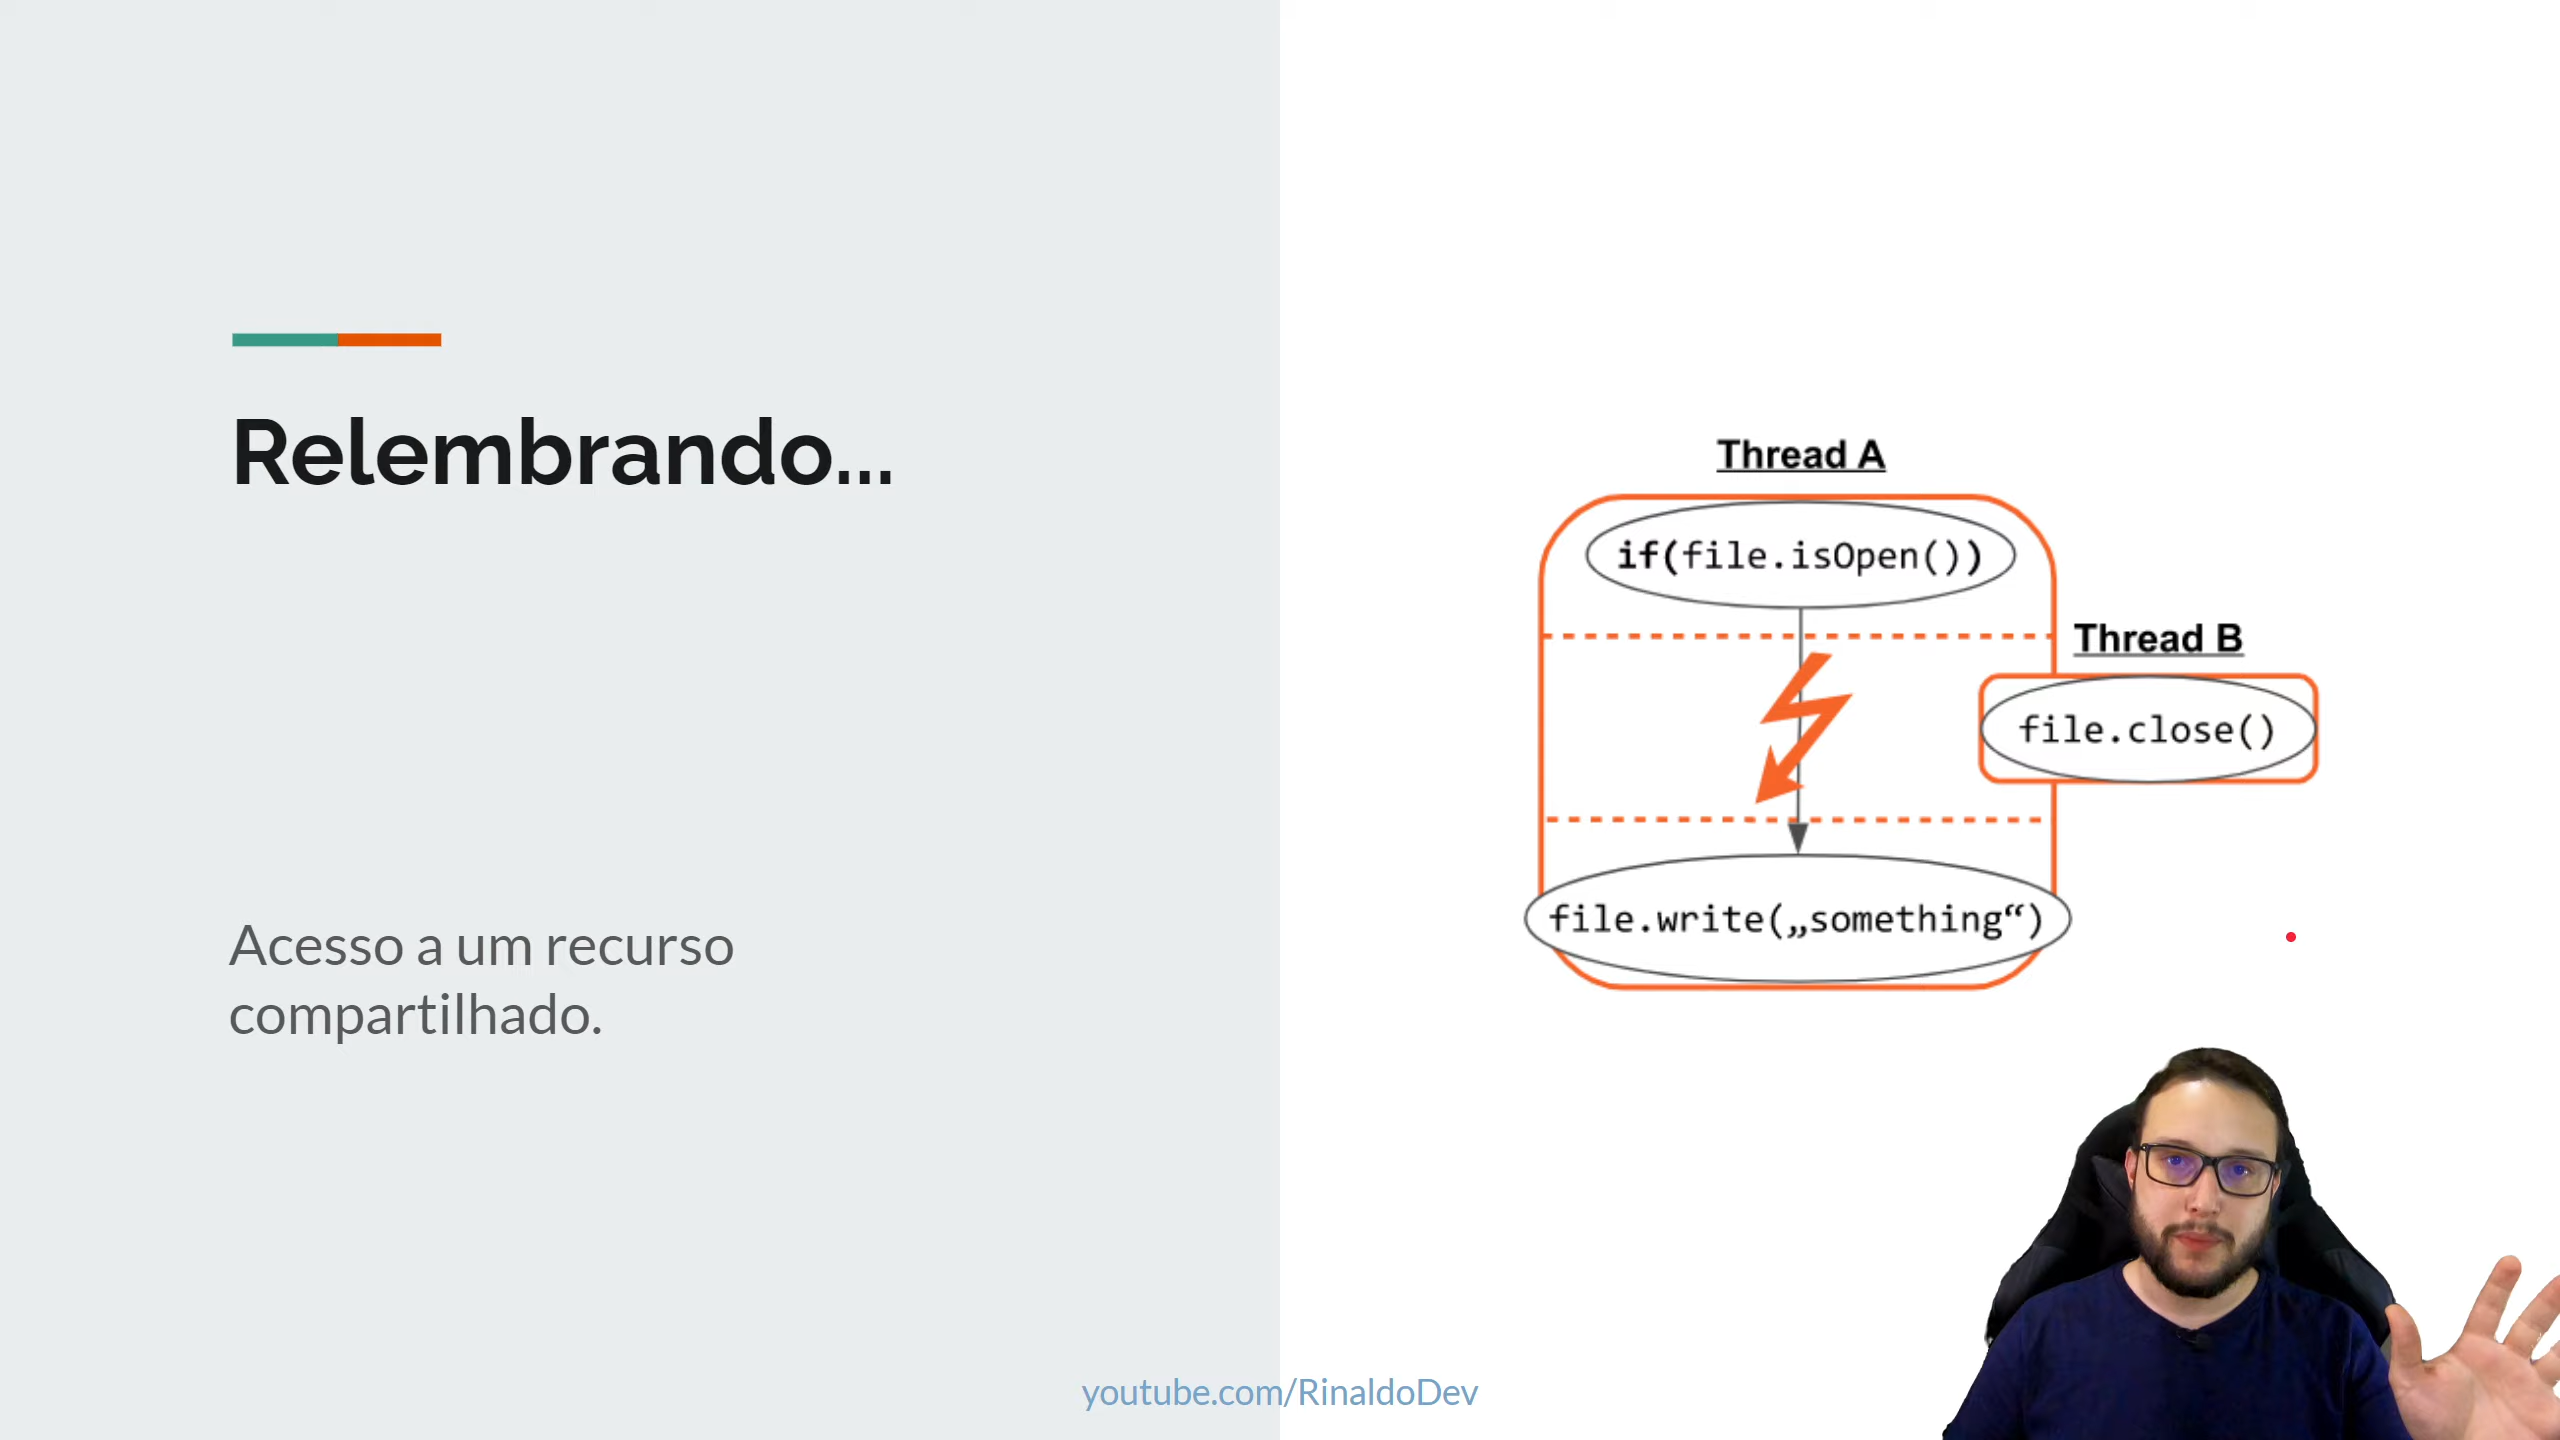 Relembrando...
Acesso a um recurso
compartilhado.
Thread A
if(file.isOpen())
Thread B
file.close()
file.write(„something“)
youtube.com/RinaldoDev